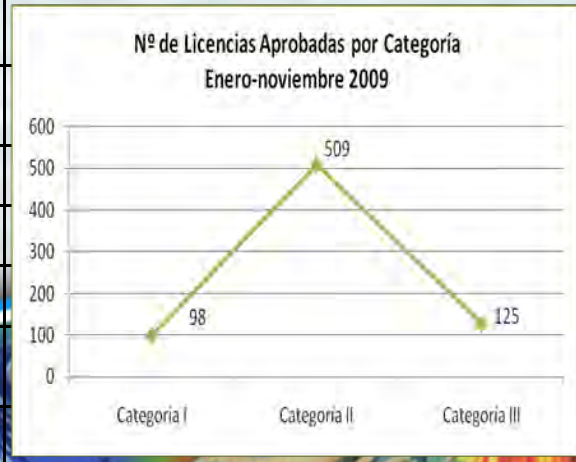 Nº de Licencias Aprobadas por Categoría
Enero-noviembre 2009
600
500
400
300
200
100
0
509
98
125
Categoria I
Categoria II
Categoria III